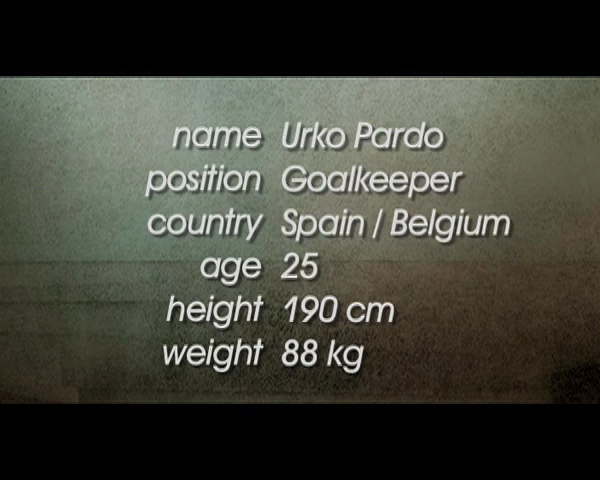 name Urko Pardo
position Goalkeeper
country Spain / Belgium
age 25
height 190 cm
weight 88 kg